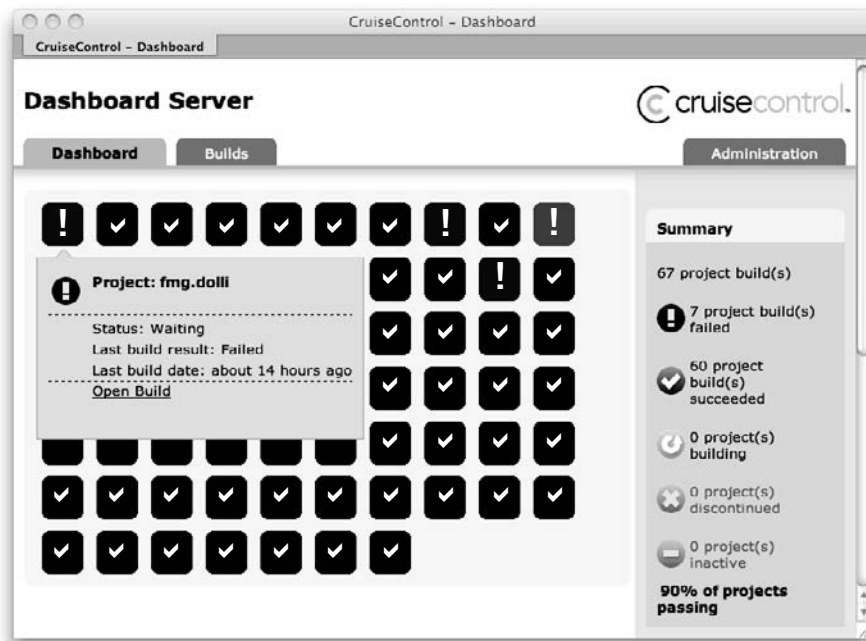 CruiseControl – Dashboard
CruiseControl – Dashboard
Dashboard Server
cruisecontrol
Dashboard
Builds
Administration
Project: fmg.dolli
Status: Waiting
Last build result: Failed
Last build date: about 14 hours ago
Open Build
Summary
67 project build(s)
7 project build(s)
failed
60 project
build(s)
succeeded
0 project(s)
building
0 project(s)
discontinued
0 project(s)
inactive
90% of projects
passing